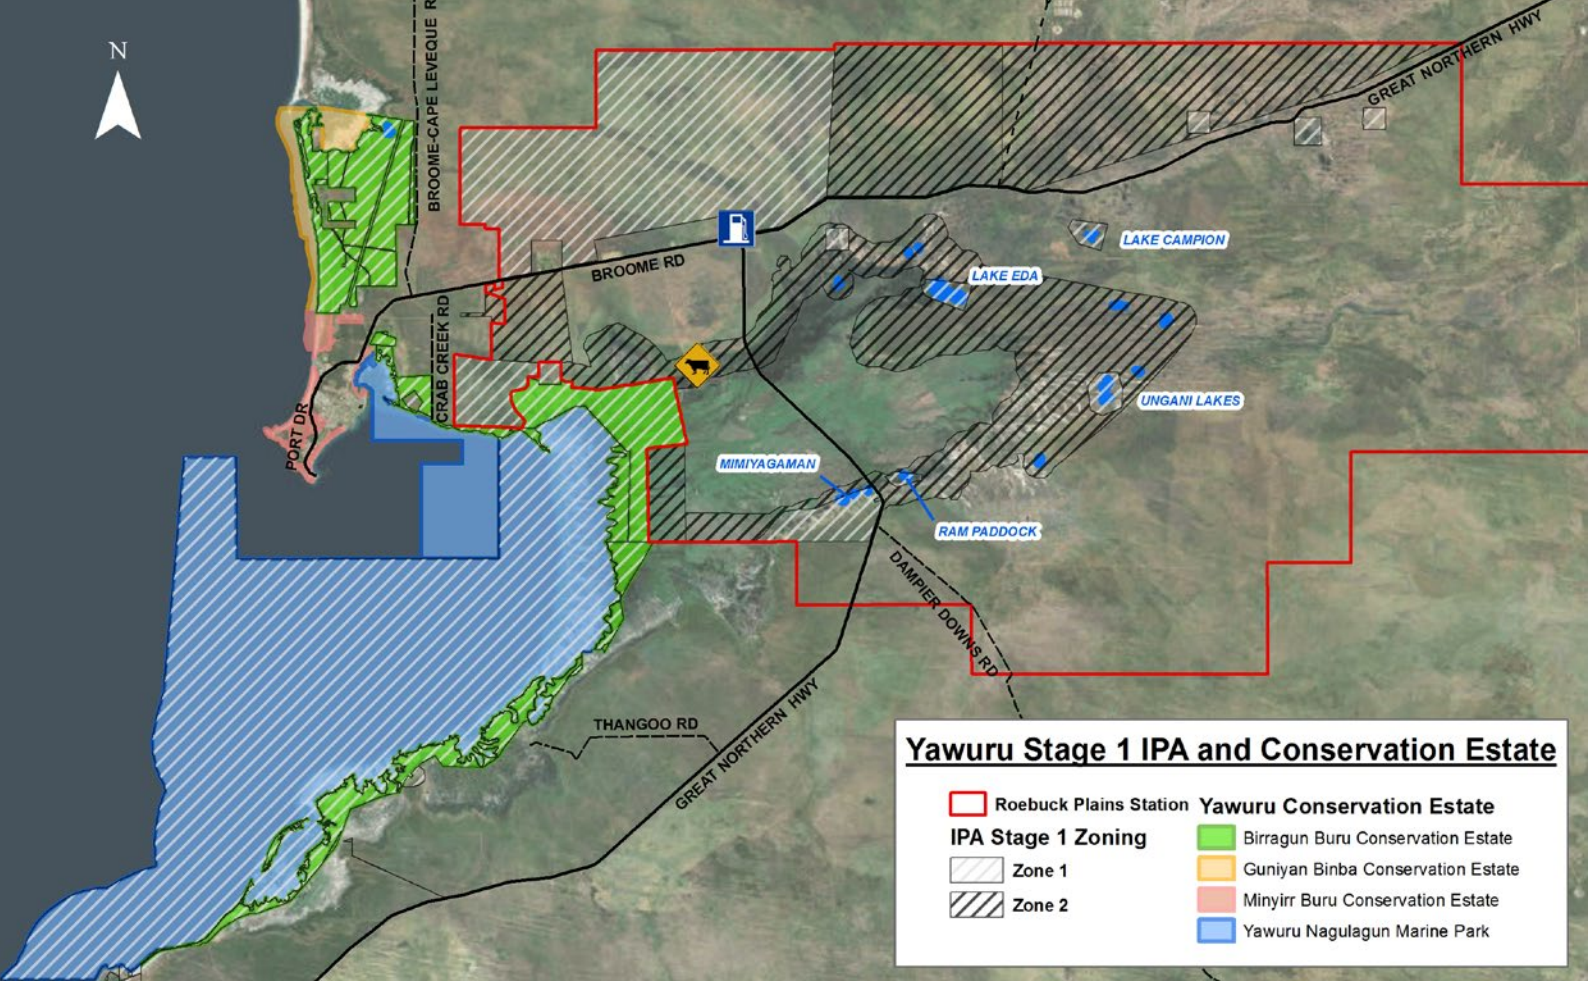 N
BROOME-CAPE LEVEQUE R
GREAT NORTHERN HWY
LAKE CAMPION
BROOME RD
LAKE EDA
CRAB CREEK RD
UNGANI LAKES
PORT DR
MIMIYAGAMAN
RAM PADDOCK
DAMPIER DOWNS RD
THANGOO RD
GREAT NORTHERN HWY
Yawuru Stage 1 IPA and Conservation Estate
Roebuck Plains Station
IPA Stage 1 Zoning
Zone 1
Zone 2
Yawuru Conservation Estate
Birragun Buru Conservation Estate
Guniyan Binba Conservation Estate
Minyirr Buru Conservation Estate
Yawuru Nagulagun Marine Park